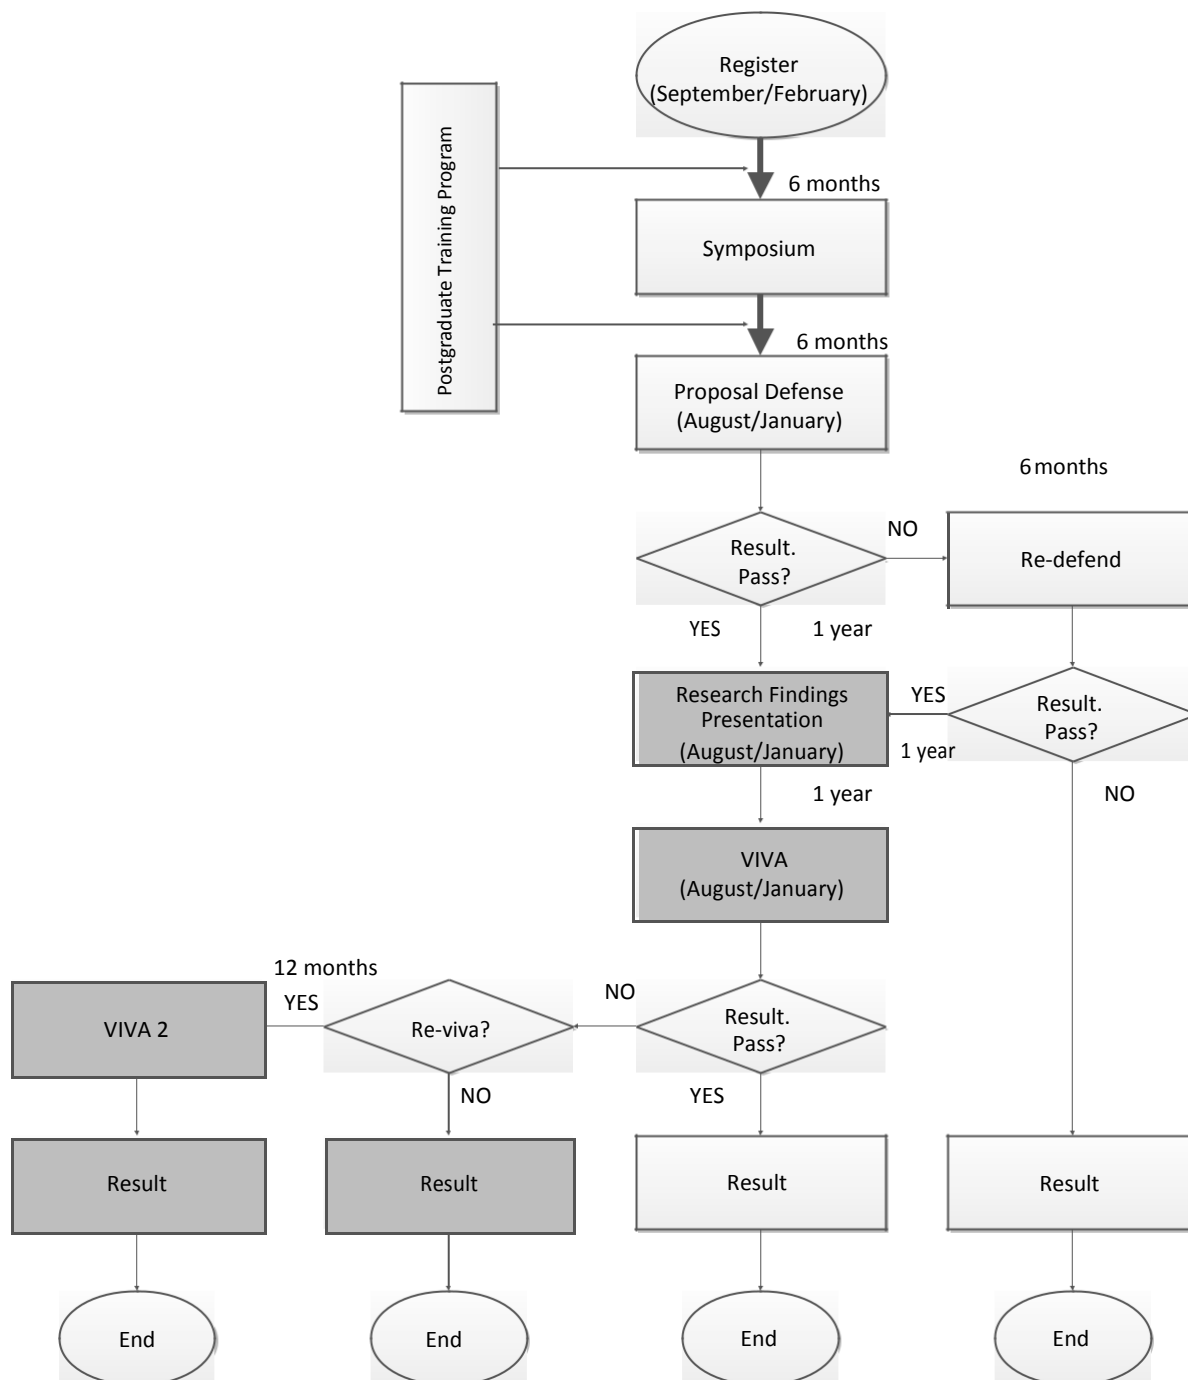 Register
(September/February)
Postgraduate Training Program
6 months
Symposium
6 months
Proposal Defense
(August/January)
6 months
Result.
Pass?
NO
Re-defend
YES
1 year
Research Findings
Presentation
(August/January)
YES
1 year
Result.
Pass?
1 year
NO
VIVA
(August/January)
12 months
YES
VIVA 2
Re-viva?
NO
Result.
Pass?
NO
YES
Result
Result
Result
Result
End
End
End
End